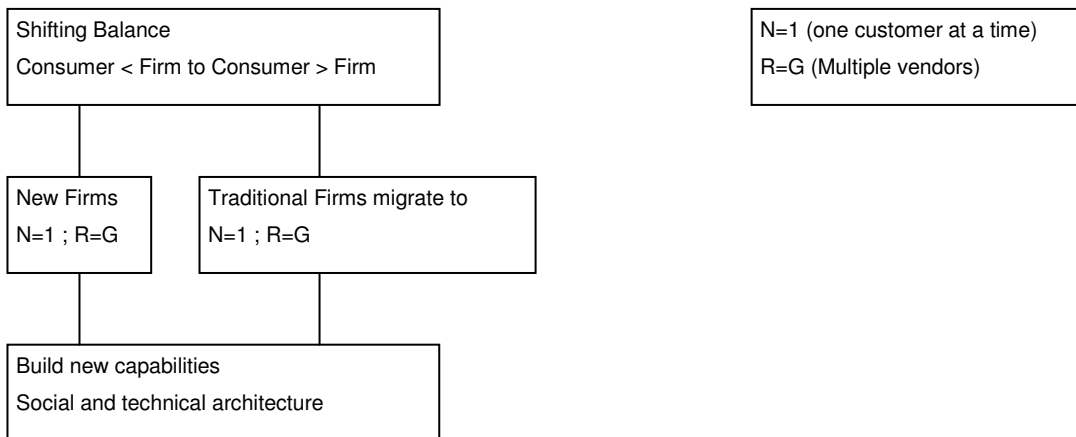 Shifting Balance
Consumer < Firm to Consumer > Firm
N=1 (one customer at a time)
R=G (Multiple vendors)
New Firms
N=1 ; R=G
Traditional Firms migrate to
N=1 ; R=G
Build new capabilities
Social and technical architecture